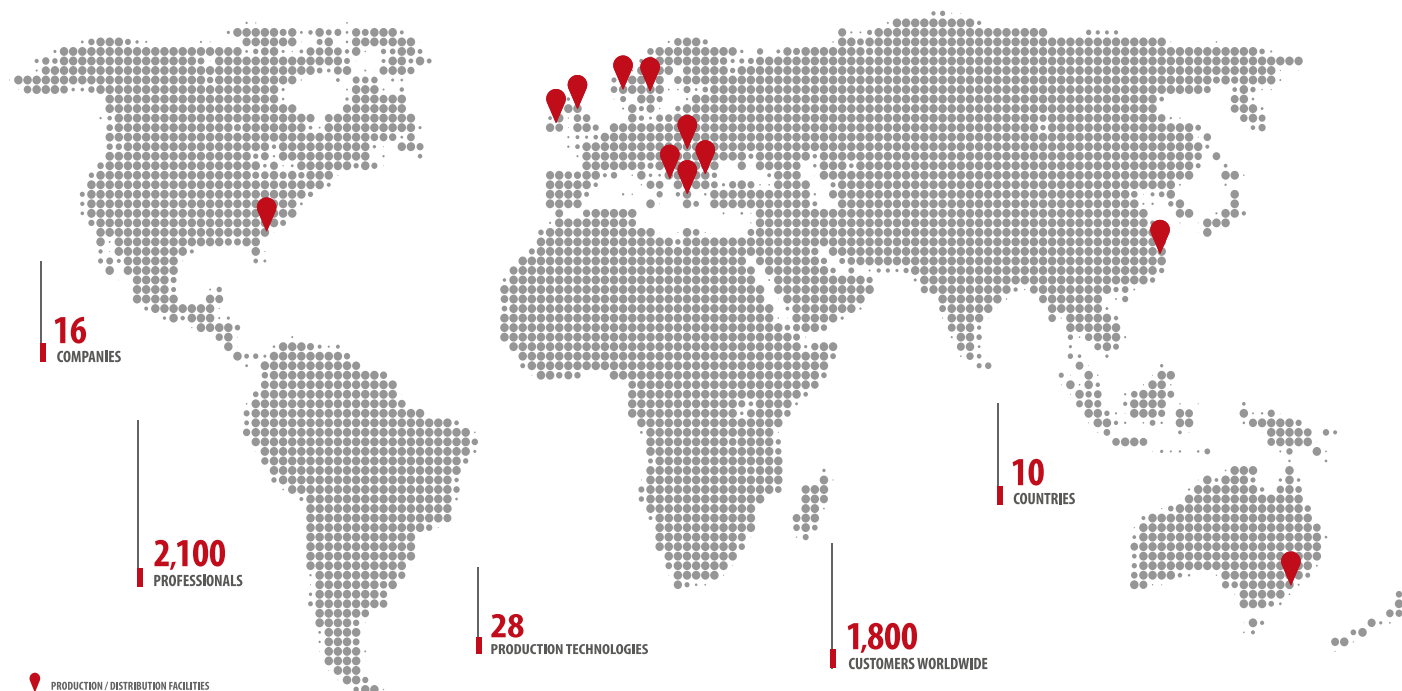 16
COMPANIES
10
COUNTRIES
2,100
PROFESSIONALS
28
PRODUCTION TECHNOLOGIES
1,800
CUSTOMERS WORLDWIDE
PRODUCTION / DISTRIBUTION FACILITIES